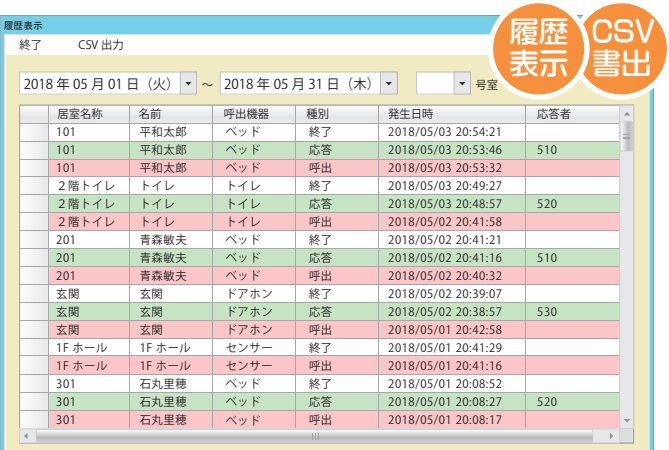 履歴表示
終了 CSV 出力
履歴
表示
CSV
書出
2018 年 05 月 01 日（火） ～ 2018 年 05 月 31 日（木） 号室
居室名称 名前 呼出機器 種別 発生日時 応答者
101 平和太郎 ベッド 終了 2018/05/03 20:54:21
101 平和太郎 ベッド 応答 2018/05/03 20:53:46 510
101 平和太郎 ベッド 呼出 2018/05/03 20:53:32
２階トイレ トイレ トイレ 終了 2018/05/03 20:49:27
２階トイレ トイレ トイレ 応答 2018/05/03 20:48:57 520
２階トイレ トイレ トイレ 呼出 2018/05/02 20:41:58
201 青森敏夫 ベッド 終了 2018/05/02 20:41:21
201 青森敏夫 ベッド 応答 2018/05/02 20:41:16 510
201 青森敏夫 ベッド 呼出 2018/05/02 20:40:32
玄関 玄関 ドアホン 終了 2018/05/02 20:39:07
玄関 玄関 ドアホン 応答 2018/05/02 20:38:57 530
玄関 玄関 ドアホン 呼出 2018/05/01 20:42:58
1F ホール 1F ホール センサー 終了 2018/05/01 20:41:29
1F ホール 1F ホール センサー 呼出 2018/05/01 20:41:16
301 石丸里穂 ベッド 終了 2018/05/01 20:08:52
301 石丸里穂 ベッド 応答 2018/05/01 20:08:27 520
301 石丸里穂 ベッド 呼出 2018/05/01 20:08:17